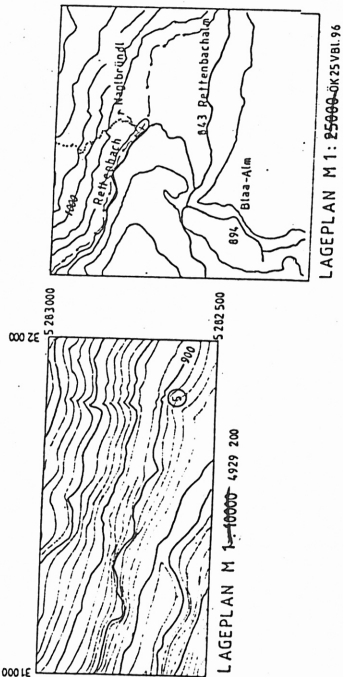 31 000
32 000
5 283 000
900
5 282 500
LAGEPLAN M 1: 10000 4929 200
1000
Rettenbach
Naglbründl
843 Rettenbachalm
894
Blaa-Alm
LAGEPLAN M 1: 25000 ÖK25VBl.96